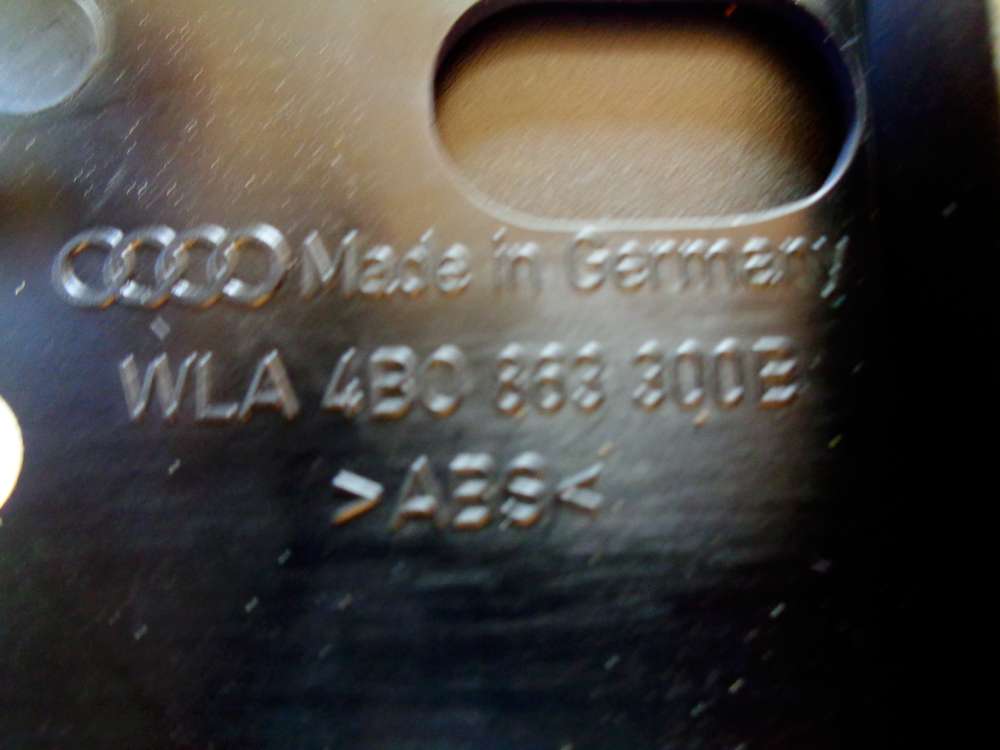 Made in Germany
WLA 4B0 863 300B
>ABS<